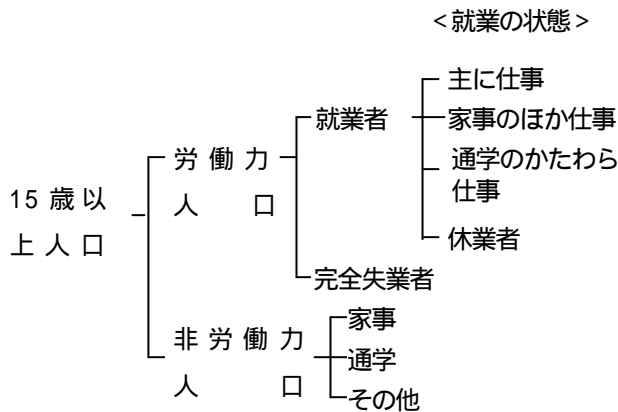 <就業の状態>
主に仕事
就業者
家事のほか仕事
労働力
人口
通学のかたわら
仕事
15歳以
上人口
休業者
完全失業者
家事
非労働力
人口
通学
その他